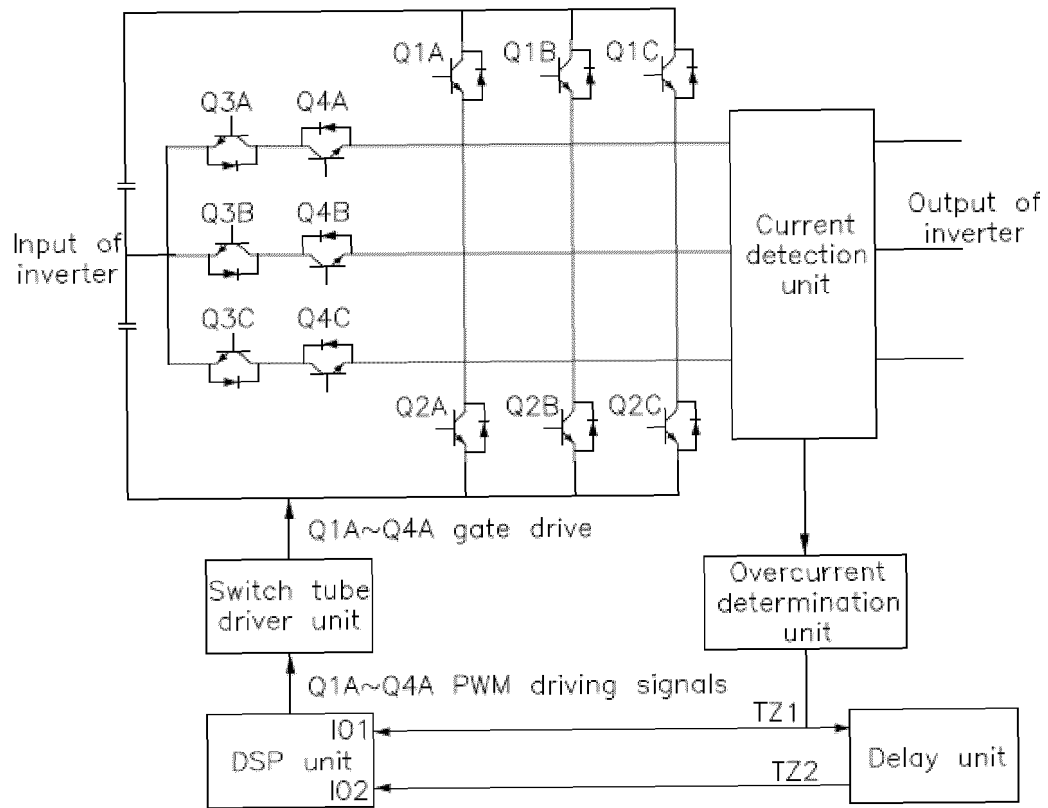 Q1A
Q1B
Q1C
Q3A
Q4A
Q3B
Q4B
Input of
inverter
Current
detection
unit
Output of
inverter
Q3C
Q4C
Q2A
Q2B
Q2C
Q1A~Q4A gate drive
Switch tube
driver unit
Overcurrent
determination
unit
Q1A~Q4A PWM driving signals
TZ1
IO1
DSP unit
IO2
TZ2
Delay unit